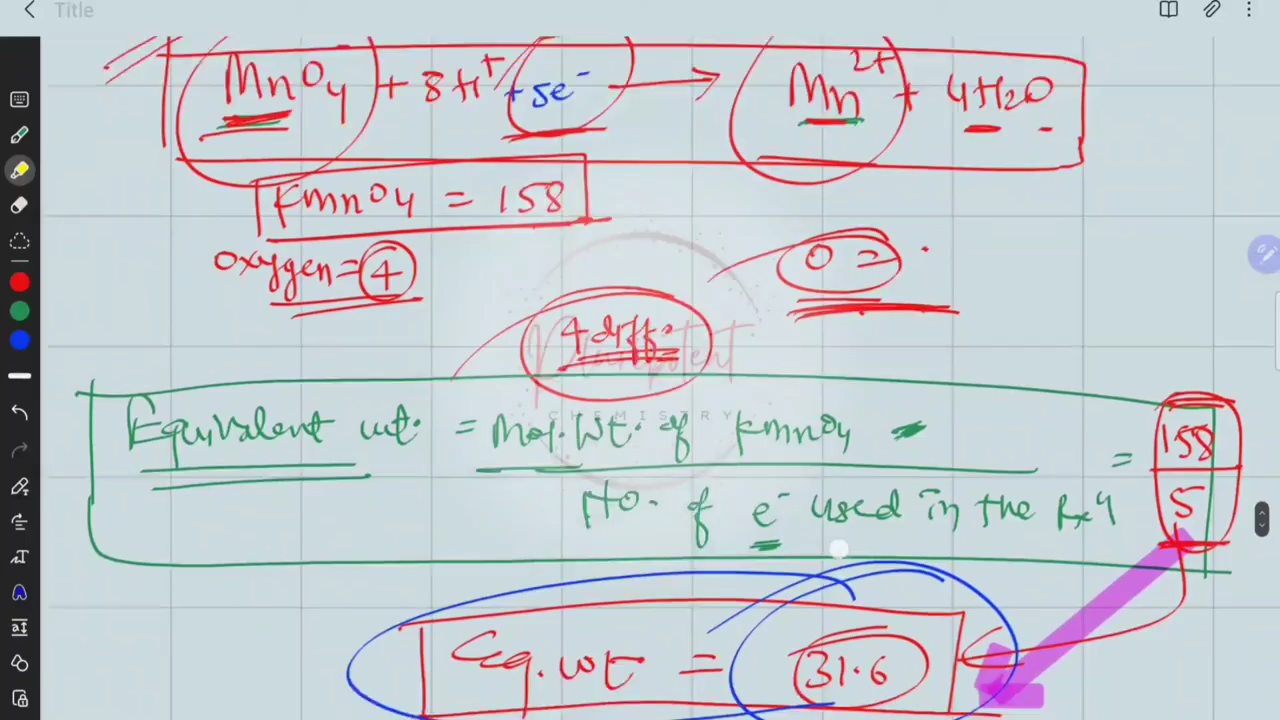 Title
MnO4⁻ + 8H⁺ + 5e⁻ → Mn²⁺ + 4H2O
KmnO4 = 158
oxygen = 4
O =
4 diff.
CHEMISTRY
Equivalent wt. = Mol. Wt. of KmnO4 = 158
No. of e⁻ used in the Rxⁿ 5
Eq. wt = 31.6